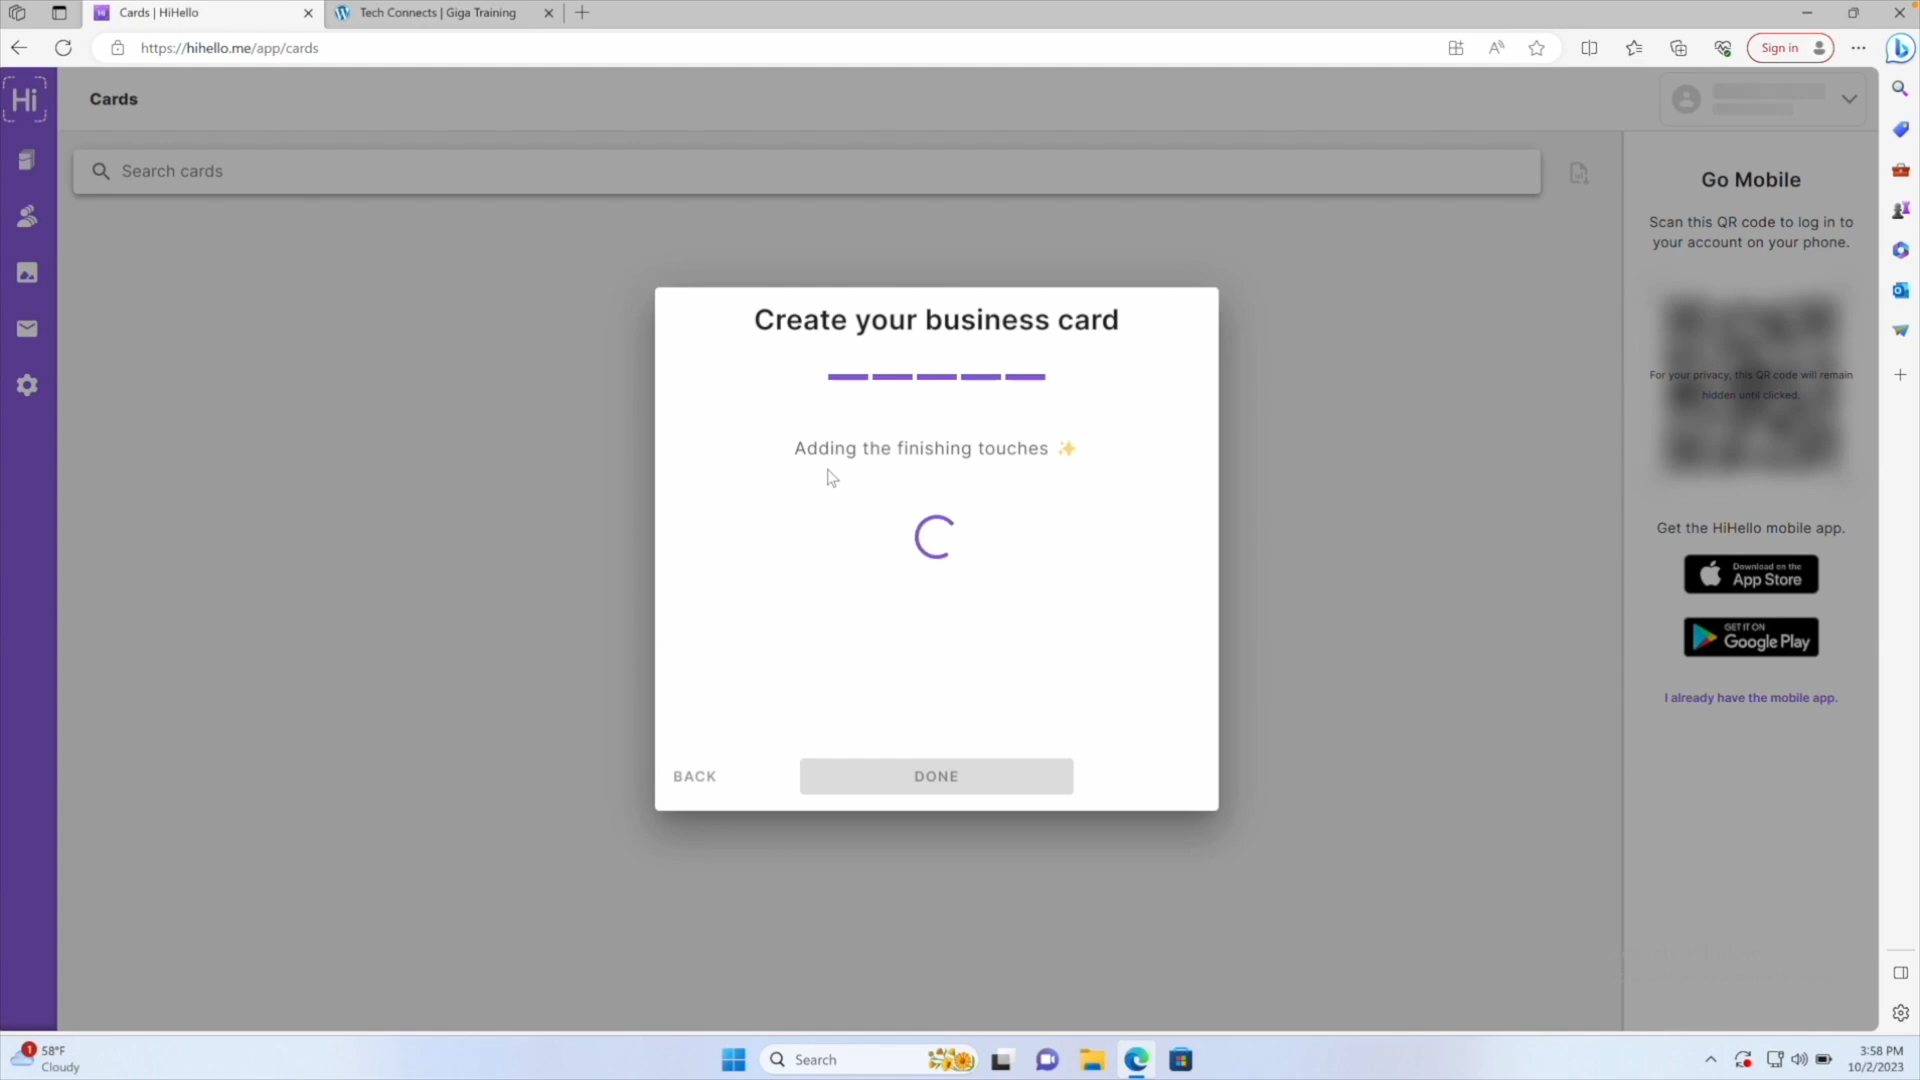 Cards | HiHello
Tech Connects | Giga Training
https://hihello.me/app/cards
Sign in
Hi
Cards
Search cards
Create your business card
Adding the finishing touches ✨
BACK
DONE
Go Mobile
Scan this QR code to log in to
your account on your phone.
For your privacy, this QR code will remain
hidden until clicked.
Get the HiHello mobile app.
Download on the
App Store
GET IT ON
Google Play
I already have the mobile app.
1
58°F
Cloudy
Search
3:58 PM
10/2/2023